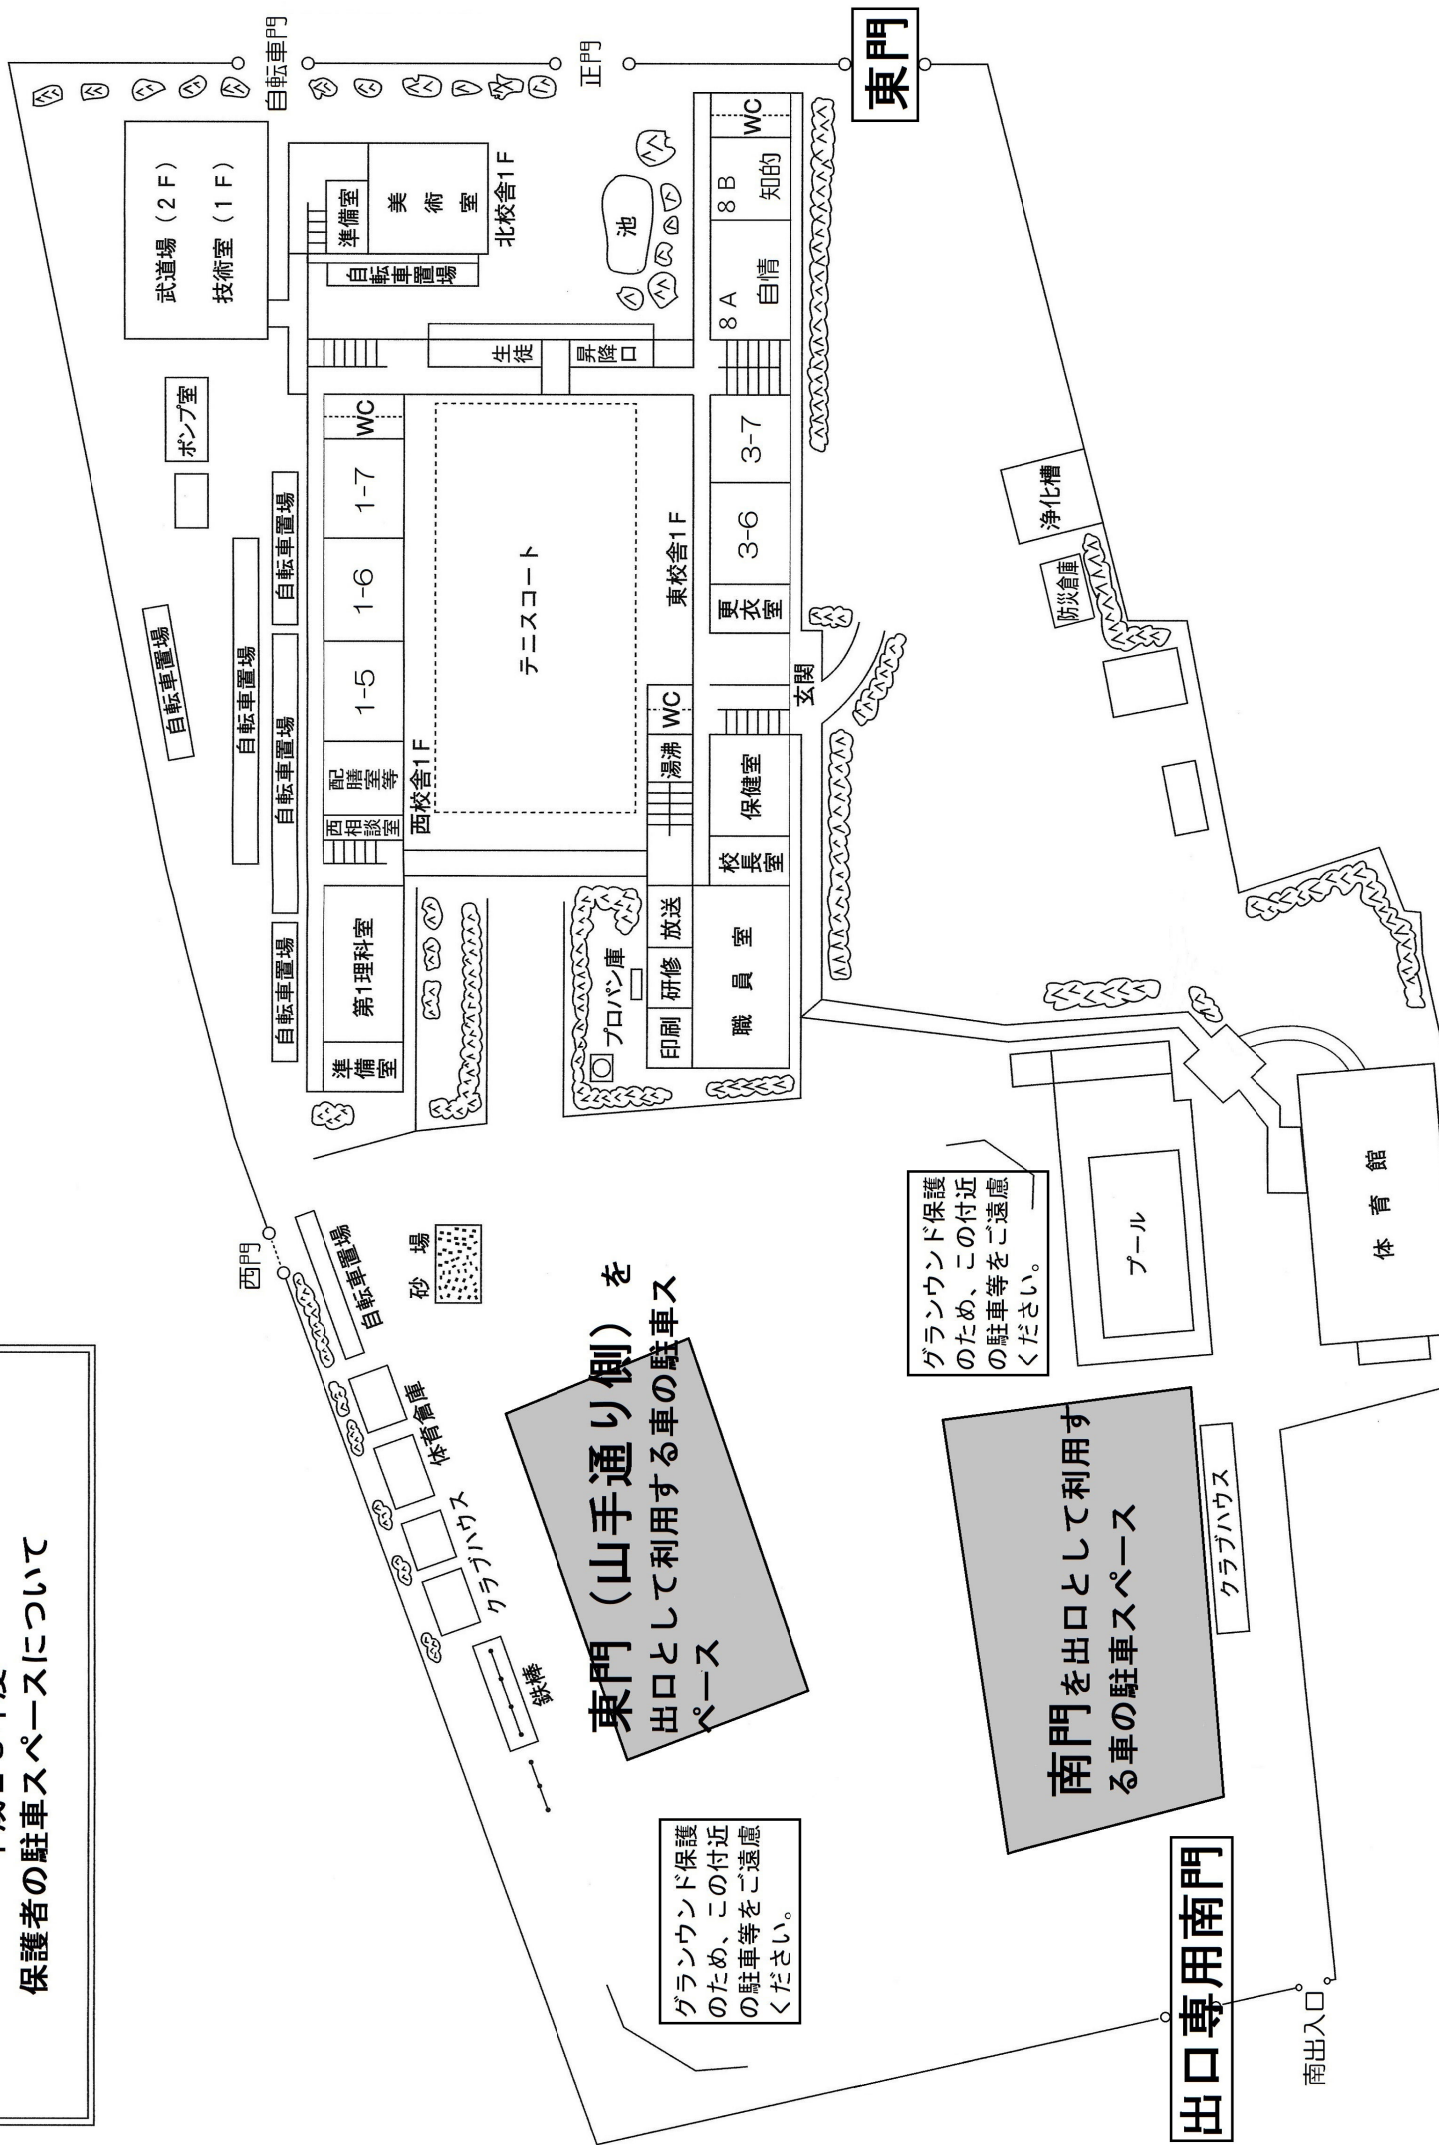 保護者の駐車スペースについて
自転車門
正門
東門
武道場（２Ｆ）
技術室（１Ｆ）
準備室
美術室
北校舎1Ｆ
自転車置場
池
8Ｂ
知的
WC
8Ａ
自情
生徒
昇降口
ポンプ室
自転車置場
自転車置場
自転車置場
自転車置場
自転車置場
WC
1-7
1-6
1-5
配膳室等
西相談室
西校舎1Ｆ
第1理科室
準備室
テニスコート
東校舎1Ｆ
3-7
3-6
更衣室
玄関
WC
湯沸
保健室
校長室
放送
研修
印刷
職員室
プロパン庫
浄化槽
防災倉庫
西門
自転車置場
砂場
体育倉庫
クラブハウス
鉄棒
東門（山手通り側）を
出口として利用する車の駐車ス
ペース
グランウンド保護
のため、この付近
の駐車等をご遠慮
ください。
プール
体育館
南門を出口として利用す
る車の駐車スペース
クラブハウス
グランウンド保護
のため、この付近
の駐車等をご遠慮
ください。
出口専用南門
南出入口